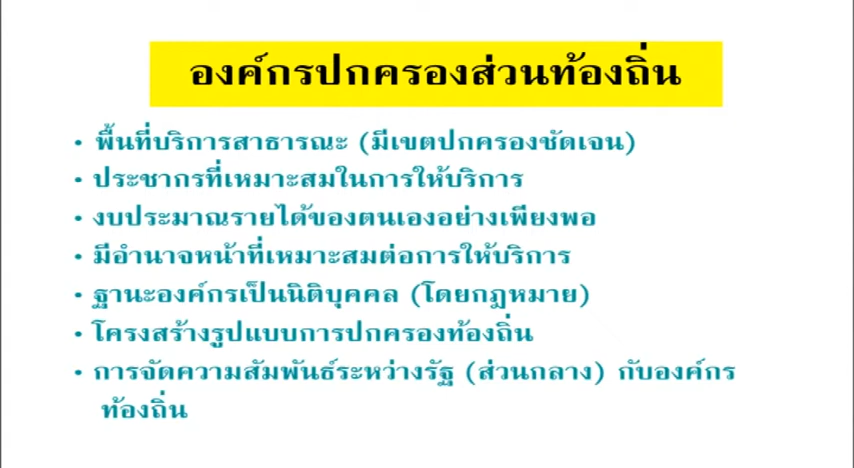 องค์กรปกครองส่วนท้องถิ่น
• พื้นที่บริการสาธารณะ (มีเขตปกครองชัดเจน)
• ประชากรที่เหมาะสมในการให้บริการ
• งบประมาณรายได้ของตนเองอย่างเพียงพอ
• มีอำนาจหน้าที่เหมาะสมต่อการให้บริการ
• ฐานะองค์กรเป็นนิติบุคคล (โดยกฎหมาย)
• โครงสร้างรูปแบบการปกครองท้องถิ่น
• การจัดความสัมพันธ์ระหว่างรัฐ (ส่วนกลาง) กับองค์กร
ท้องถิ่น